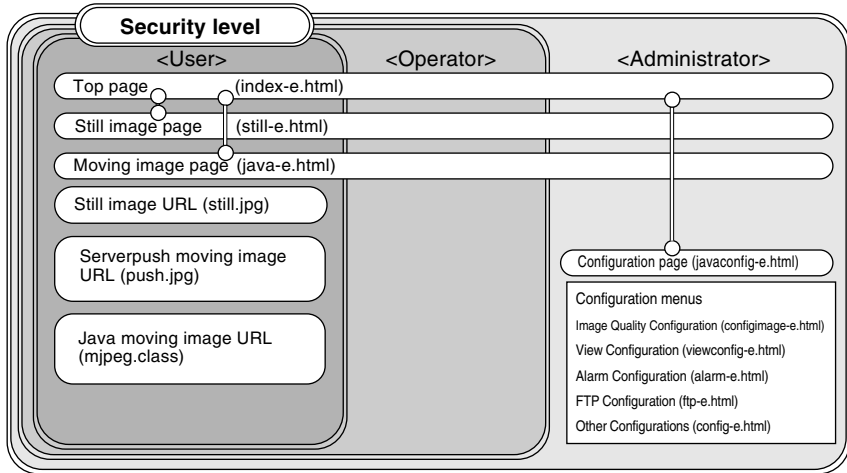 Security level
<User>
<Operator>
<Administrator>
Top page (index-e.html)
Still image page (still-e.html)
Moving image page (java-e.html)
Still image URL (still.jpg)
Serverpush moving image
URL (push.jpg)
Java moving image URL
(mjpeg.class)
Configuration page (javaconfig-e.html)
Configuration menus
Image Quality Configuration (configimage-e.html)
View Configuration (viewconfig-e.html)
Alarm Configuration (alarm-e.html)
FTP Configuration (ftp-e.html)
Other Configurations (config-e.html)